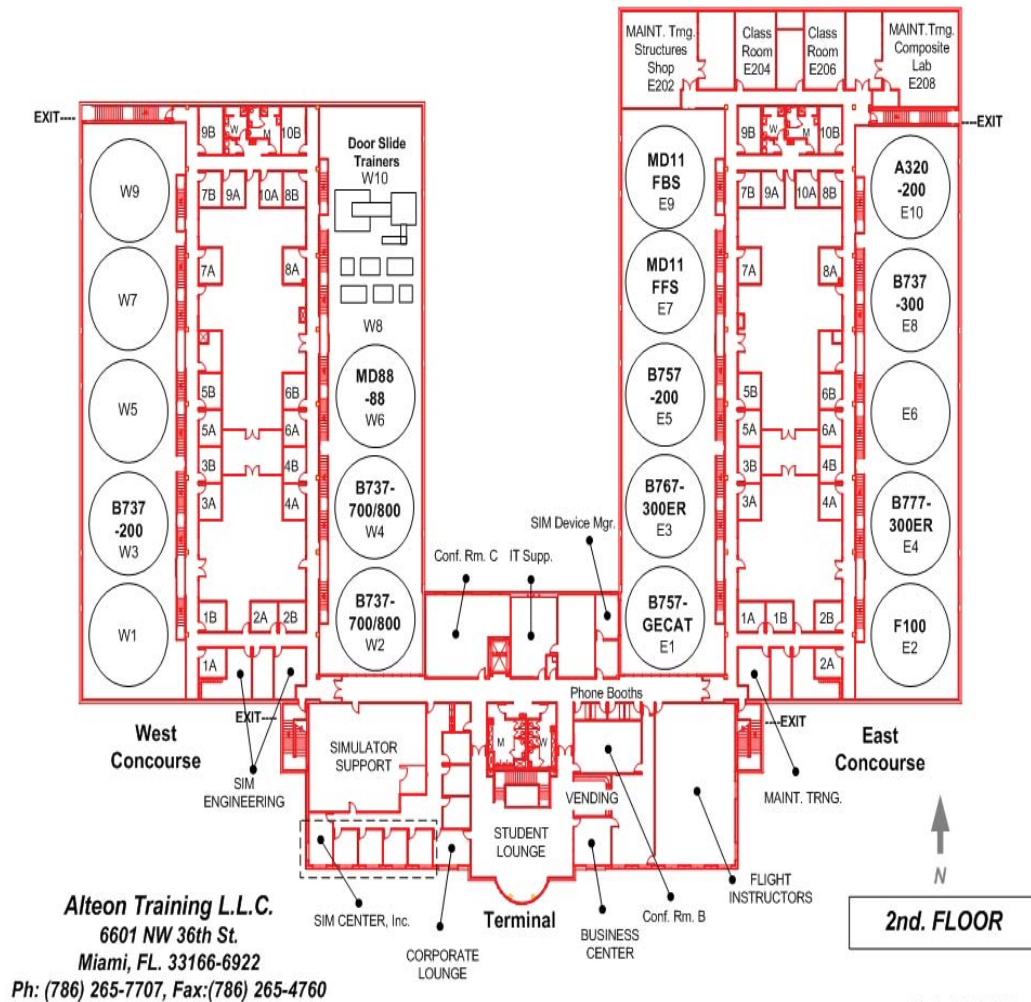 MAINT. Trng.
Structures
Shop
E202
Class
Room
E204
Class
Room
E206
MAINT. Trng.
Composite
Lab
E208
EXIT----
----EXIT
9B
W
M
10B
Door Slide
Trainers
W10
9B
W
M
10B
W9
7B
9A
10A
8B
MD11
FBS
E9
7B
9A
10A
8B
A320
-200
E10
W7
7A
8A
MD11
FFS
E7
7A
8A
B737
-300
E8
W8
W5
5B
6B
MD88
-88
W6
B757
-200
E5
5B
6B
E6
5A
6A
5A
6A
3B
4B
3B
4B
B737
-200
W3
3A
4A
B737-
700/800
W4
B767-
300ER
E3
3A
4A
B777-
300ER
E4
SIM Device Mgr.
Conf. Rm. C
IT Supp.
W1
1B
2A
2B
B737-
700/800
W2
B757-
GECAT
E1
1A
1B
2B
F100
E2
1A
2A
Phone Booths
EXIT----
----EXIT
West
Concourse
East
Concourse
SIM
ENGINEERING
SIMULATOR
SUPPORT
M
W
VENDING
MAINT. TRNG.
STUDENT
LOUNGE
N
FLIGHT
INSTRUCTORS
SIM CENTER, Inc.
Terminal
Conf. Rm. B
CORPORATE
LOUNGE
BUSINESS
CENTER
2nd. FLOOR
Alteon Training L.L.C.
6601 NW 36th St.
Miami, FL. 33166-6922
Ph: (786) 265-7707, Fax:(786) 265-4760